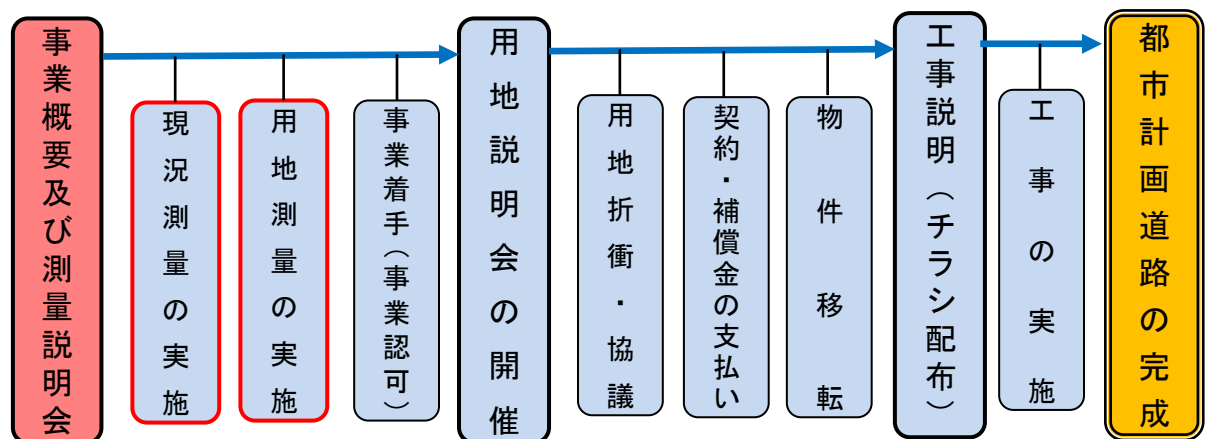 事業概要及び測量説明会
現況測量の実施
用地測量の実施
事業着手（事業認可）
用地説明会の開催
用地折衝・協議
契約・補償金の支払い
物件移転
工事説明（チラシ配布）
工事の実施
都市計画道路の完成